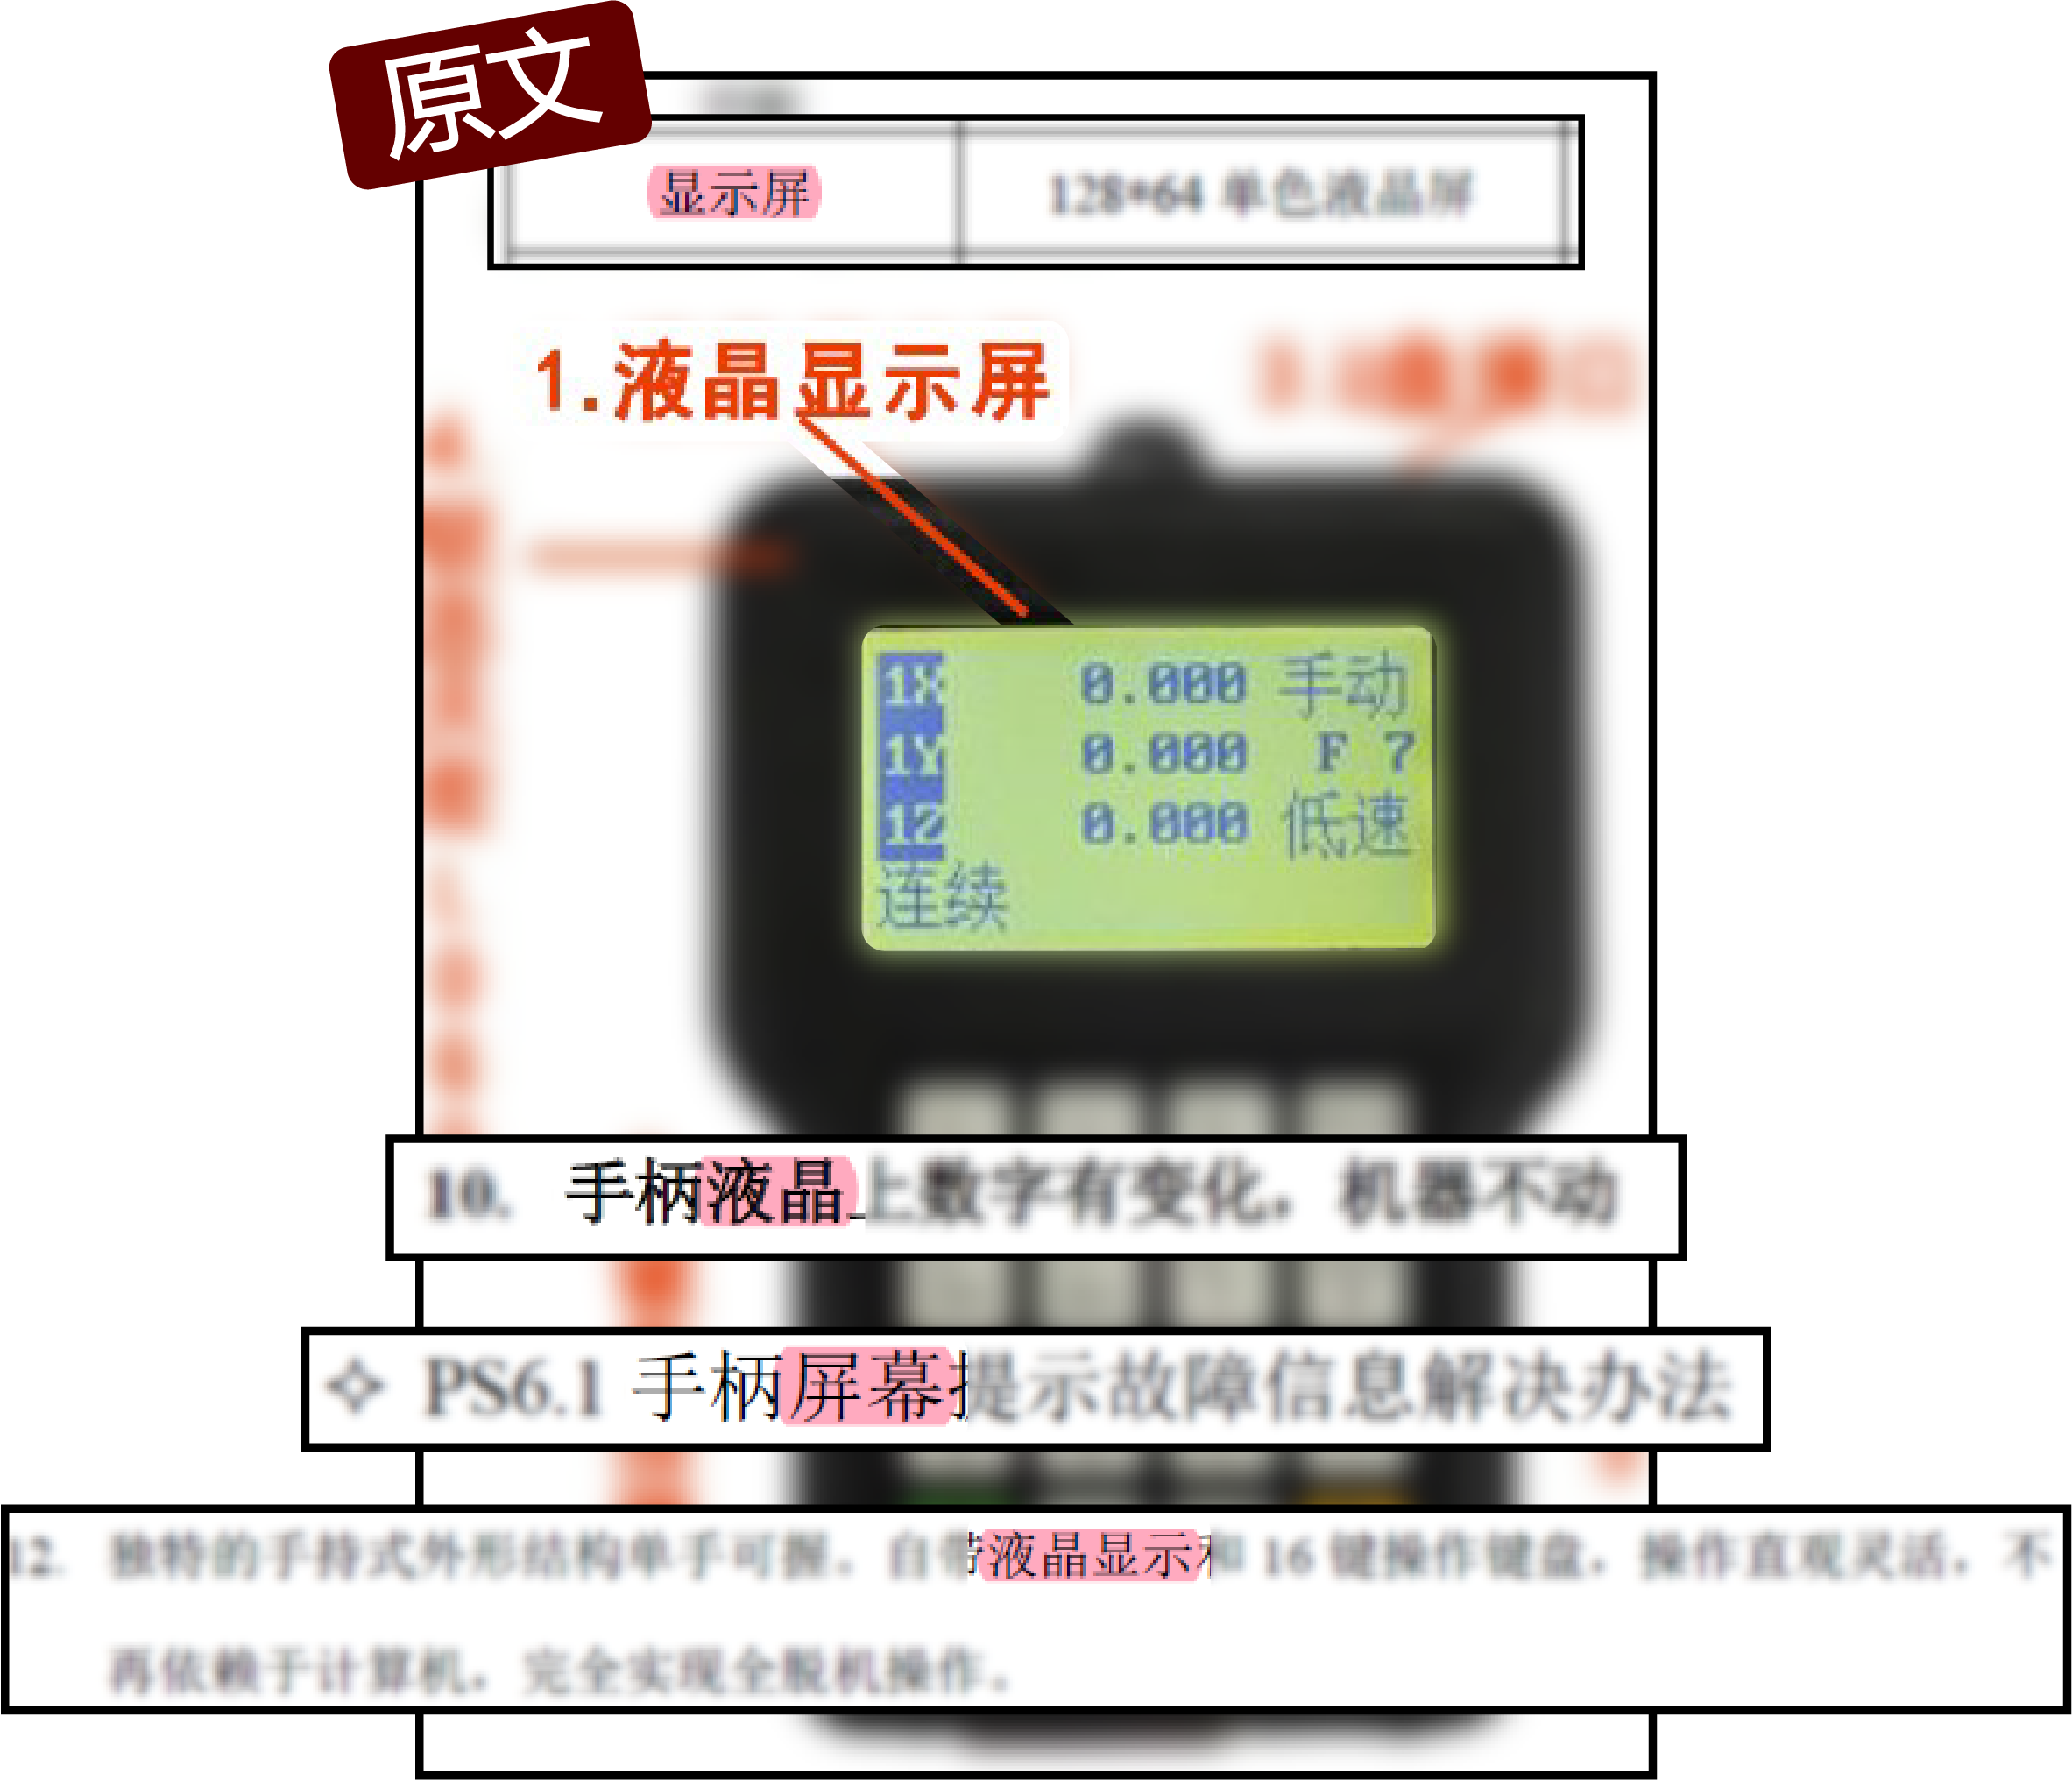 原文
显示屏 128*64 单色液晶屏
1.液晶显示屏
1X 0.000 手动
1Y 0.000 F 7
1Z 0.000 低速
连续
10. 手柄液晶上数字有变化，机器不动
✧ PS6.1 手柄屏幕提示故障信息解决办法
12. 独特的手持式外形结构单手可握，自带液晶显示和 16 键操作键盘，操作直观灵活，不
再依赖于计算机，完全实现全脱机操作。